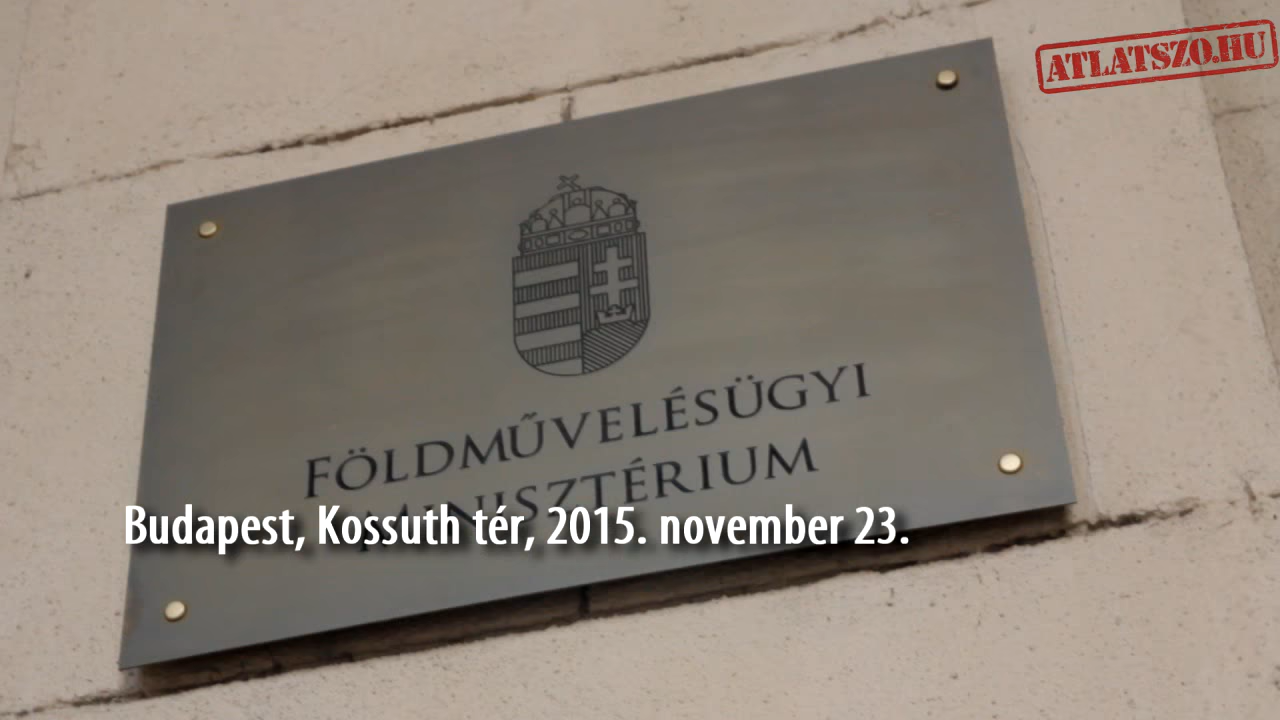 ATLATSZO.HU
FÖLDMŰVELÉSÜGYI
MINISZTÉRIUM
Budapest, Kossuth tér, 2015. november 23.